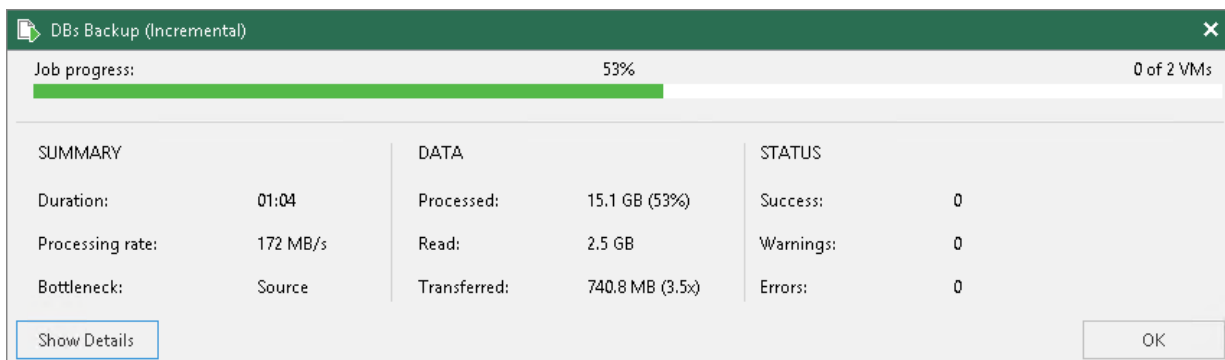 DBs Backup (Incremental)
Job progress: 53% 0 of 2 VMs
SUMMARY DATA STATUS
Duration: 01:04 Processed: 15.1 GB (53%) Success: 0
Processing rate: 172 MB/s Read: 2.5 GB Warnings: 0
Bottleneck: Source Transferred: 740.8 MB (3.5x) Errors: 0
Show Details OK